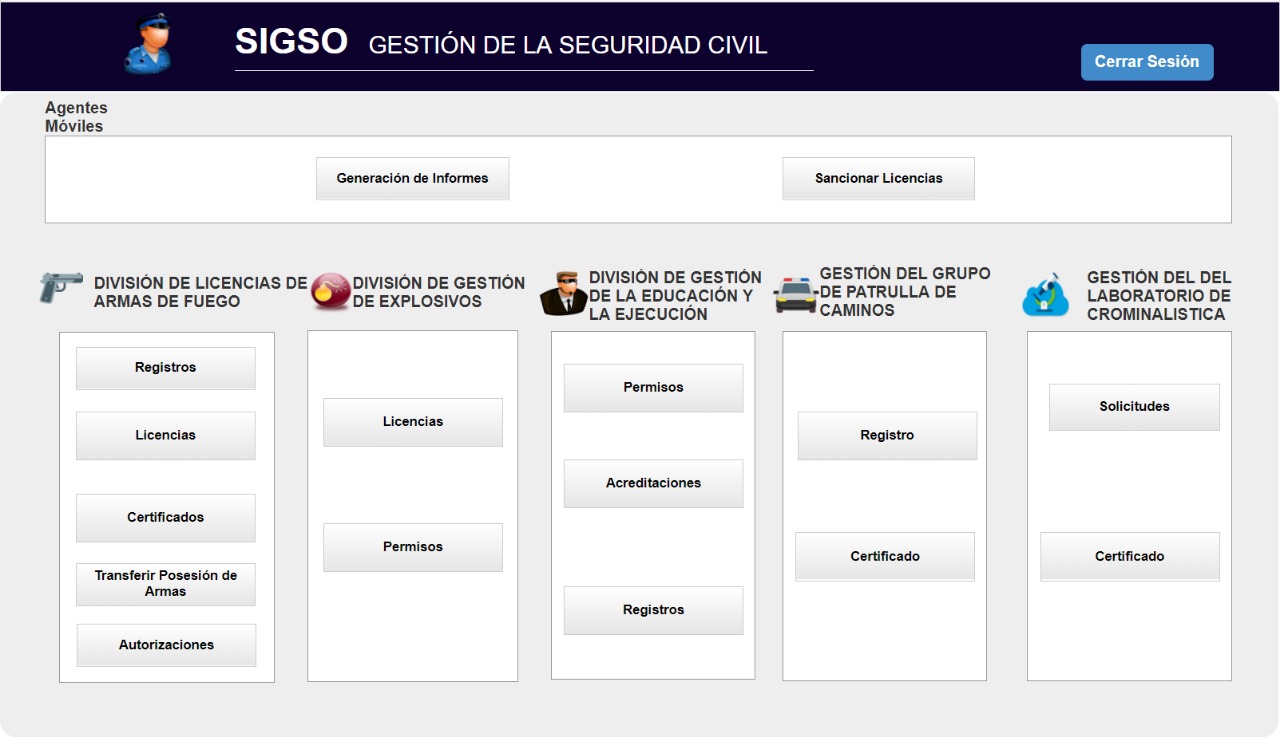 SIGSO GESTIÓN DE LA SEGURIDAD CIVIL
Cerrar Sesión
Agentes
Móviles
Generación de Informes
Sancionar Licencias
DIVISIÓN DE LICENCIAS DE
ARMAS DE FUEGO
Registros
Licencias
Certificados
Transferir Posesión de
Armas
Autorizaciones
DIVISIÓN DE GESTIÓN
DE EXPLOSIVOS
Licencias
Permisos
DIVISIÓN DE GESTIÓN
DE LA EDUCACIÓN Y
LA EJECUCIÓN
Permisos
Acreditaciones
Registros
GESTIÓN DEL GRUPO
DE PATRULLA DE
CAMINOS
Registro
Certificado
GESTIÓN DEL DEL
LABORATORIO DE
CROMINALISTICA
Solicitudes
Certificado